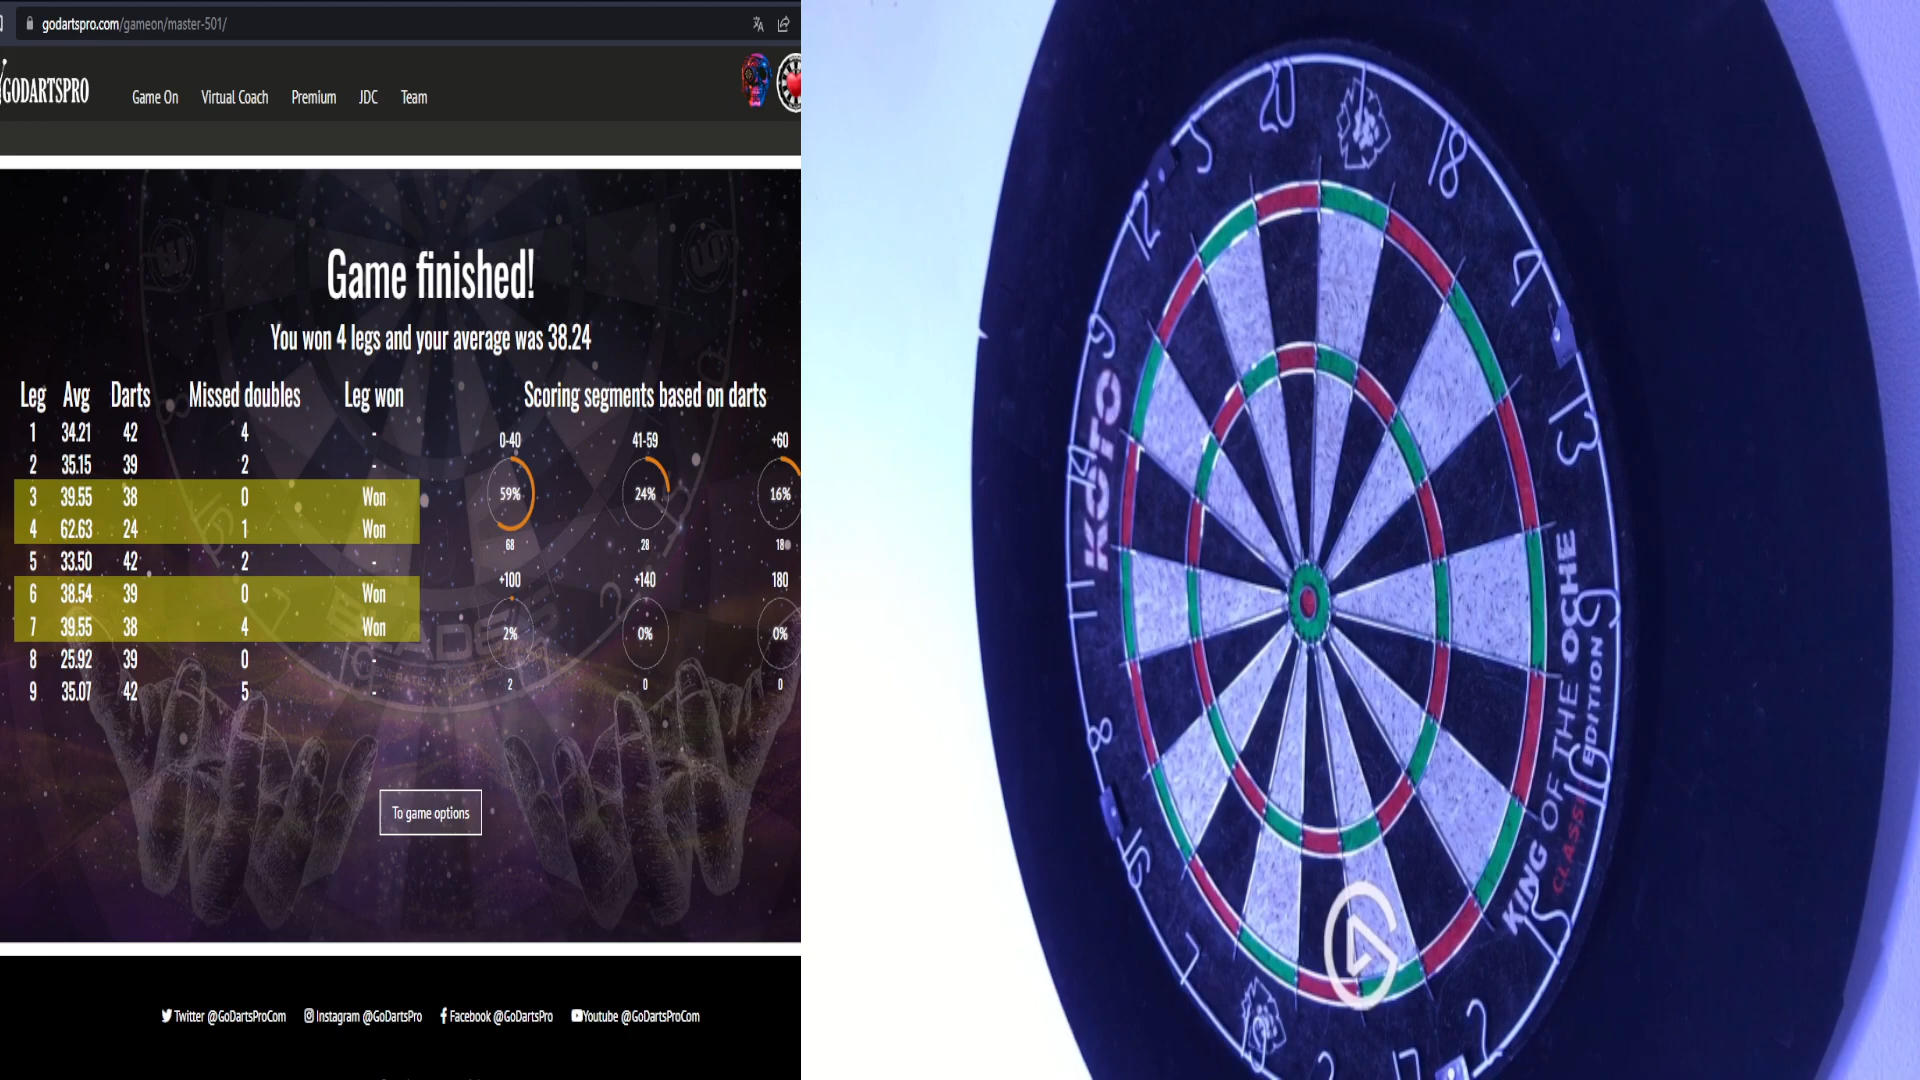 godartspro.com/gameon/master-501/
GODARTSPRO
Game On Virtual Coach Premium JDC Team
Game finished!
You won 4 legs and your average was 38.24
Leg Avg Darts Missed doubles Leg won
1 34.21 42 4 -
2 35.15 39 2 -
3 39.55 38 0 Won
4 62.63 24 1 Won
5 33.50 42 2 -
6 38.54 39 0 Won
7 39.55 38 4 Won
8 25.92 39 0 -
9 35.07 42 5 -
Scoring segments based on darts
0-40 41-59 +60
59% 24% 16%
68 28 18
+100 +140 180
2% 0% 0%
2 0 0
To game options
Twitter @GoDartsProCom Instagram @GoDartsPro Facebook @GoDartsPro Youtube @GoDartsProCom
20
1
18
4
13
6
10
15
2
17
7
8
11
14
9
12
5
KOTO
KING OF THE OCHE
CLASSIC EDITION